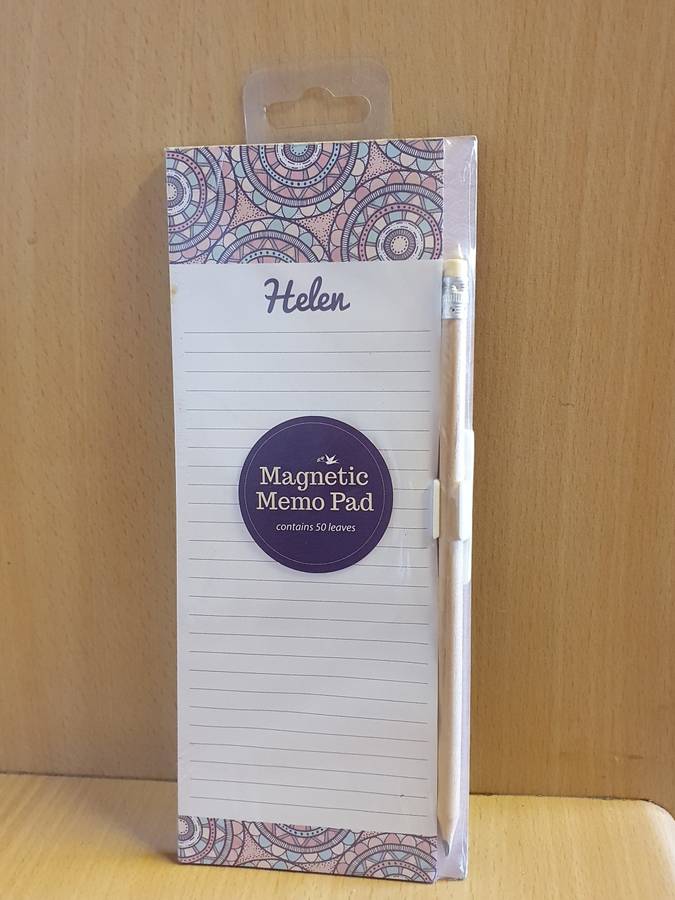 Helen
Magnetic
Memo Pad
contains 50 leaves